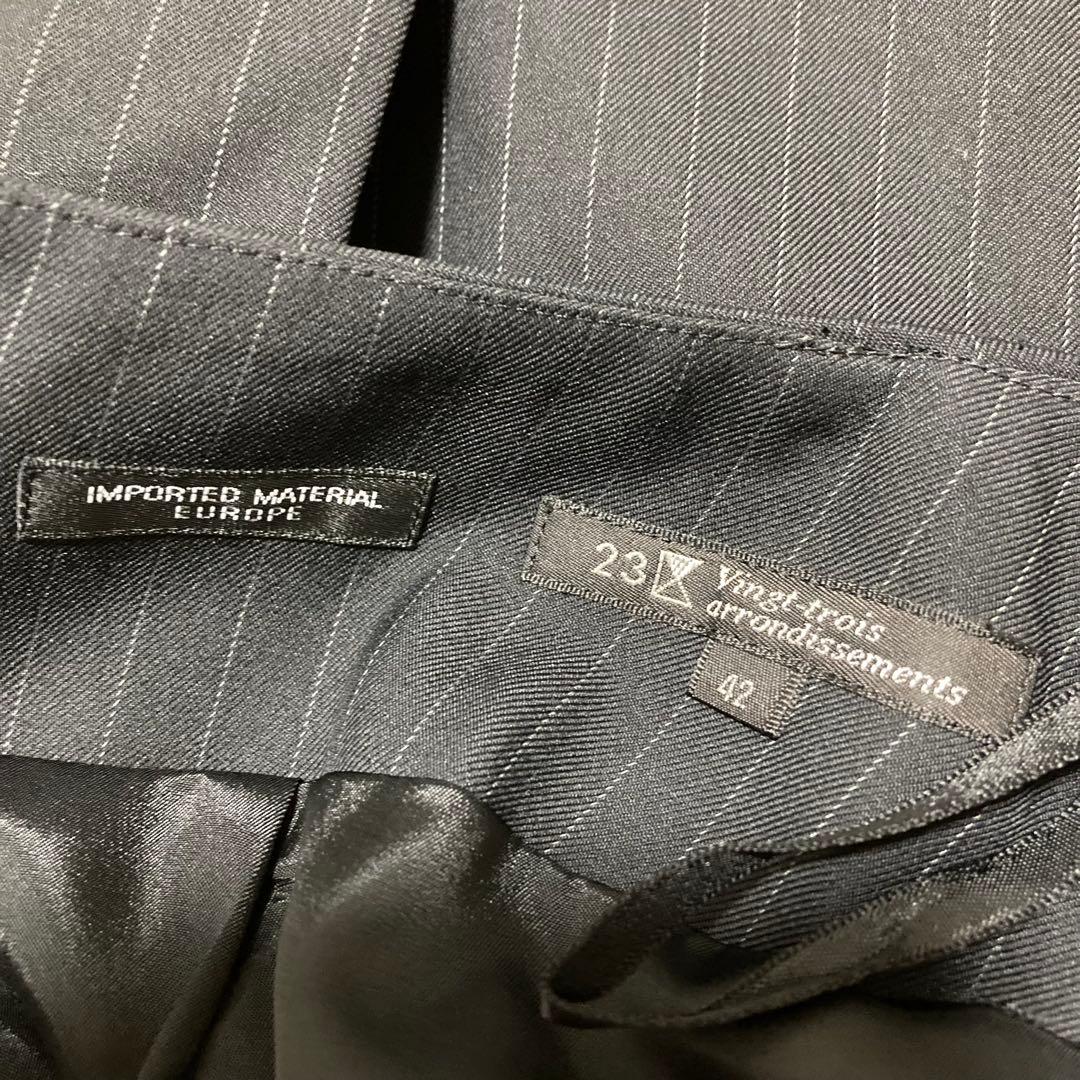 IMPORTED MATERIAL
EUROPE
23 Vingt-trois
arrondissements
42